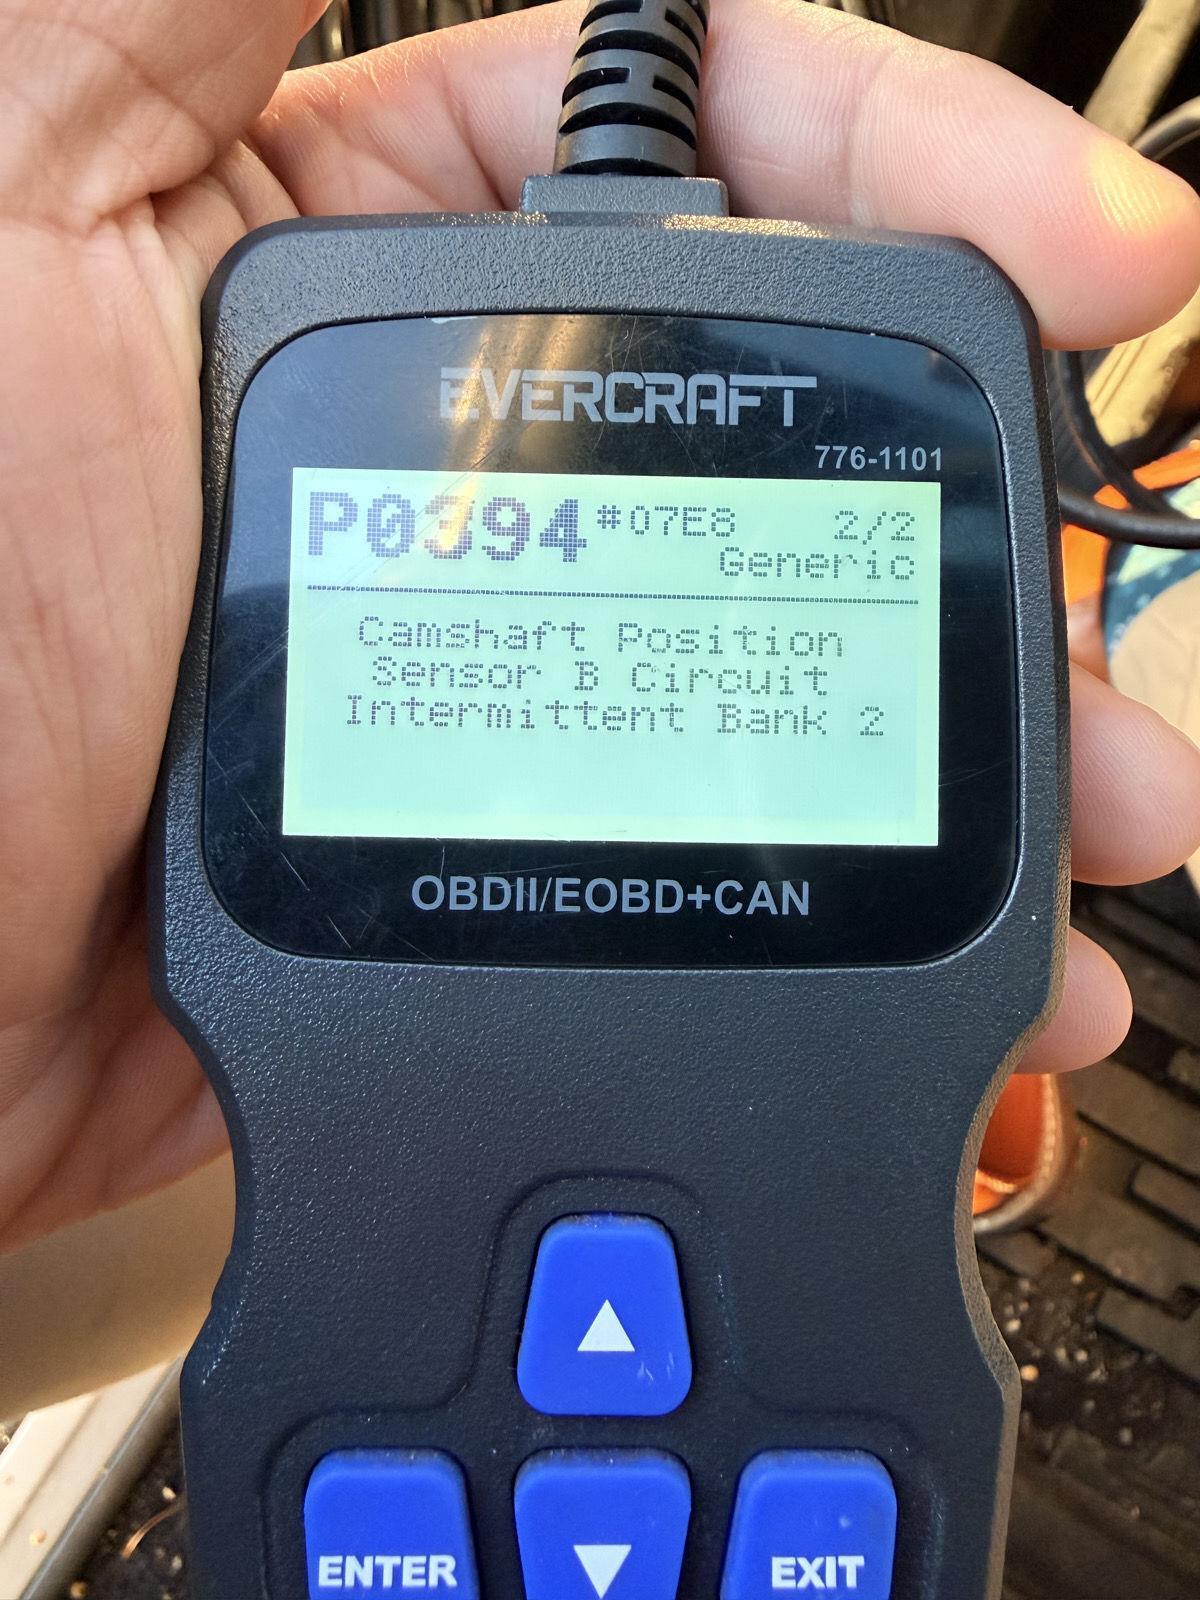 EVERCRAFT
776-1101
P0394 *07E8 2/2
Generic
Camshaft Position
Sensor B Circuit
Intermittent Bank 2
OBDII/EOBD+CAN
ENTER EXIT